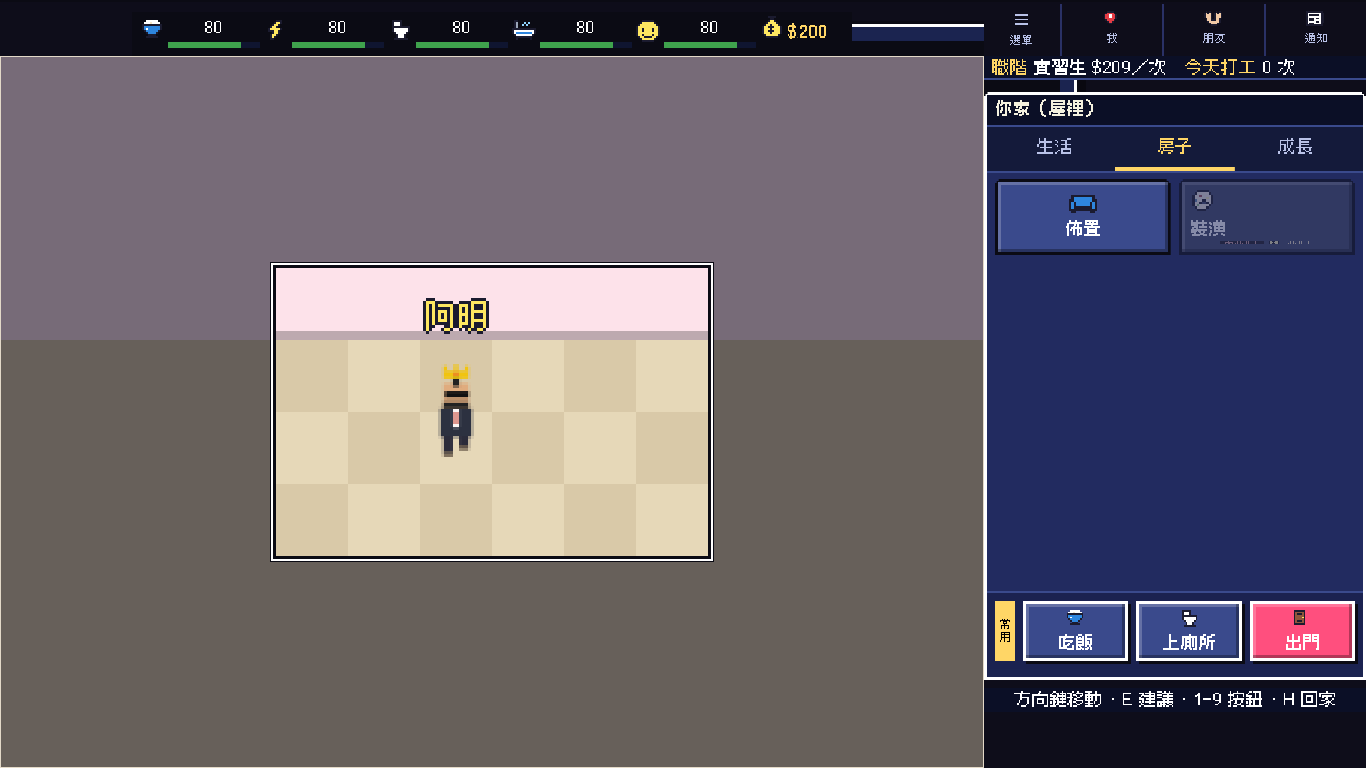 80 80 80 80 80 $200
選單 我 朋友 通知
職階 實習生 $209／次 今天打工 0 次
你家（屋裡）
生活 房子 成長
佈置 裝潢
阿明
常用 吃飯 上廁所 出門
方向鍵移動 · E 建議 · 1-9 按鈕 · H 回家